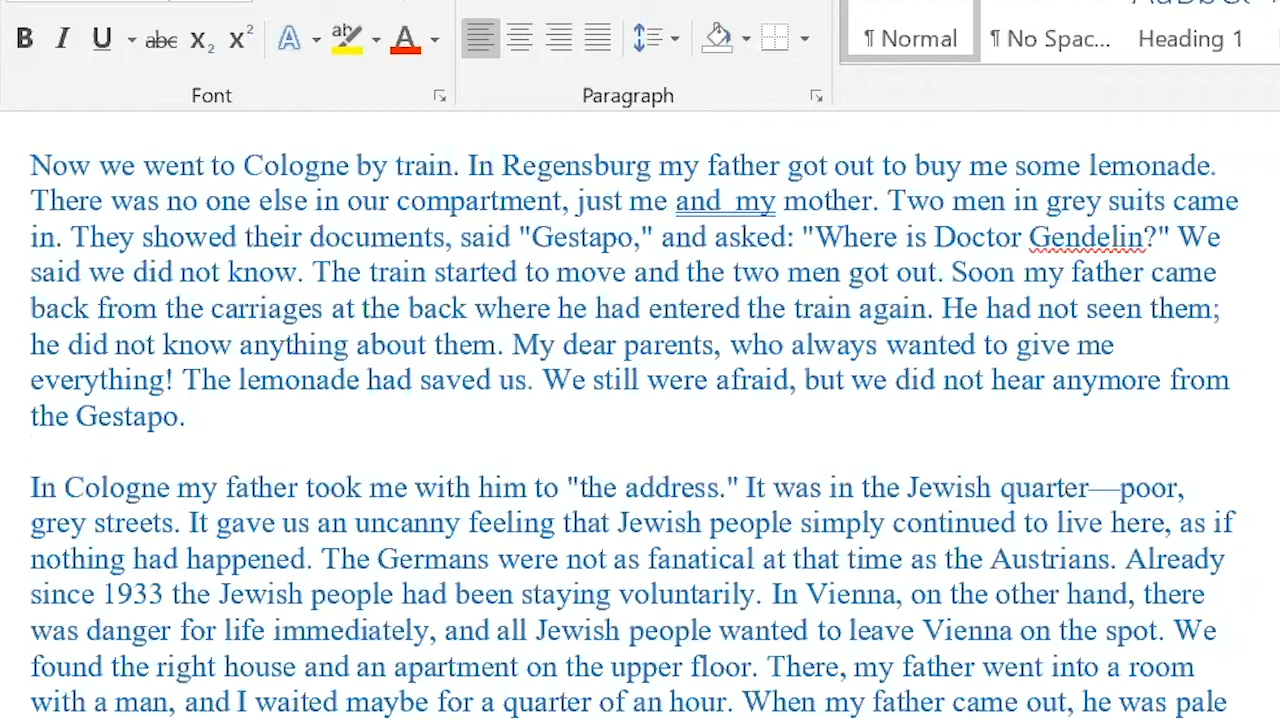 B I U abc X₂ X² A ab A
¶ Normal ¶ No Spac... Heading 1
Font Paragraph
Now we went to Cologne by train. In Regensburg my father got out to buy me some lemonade.
There was no one else in our compartment, just me and  my mother. Two men in grey suits came
in. They showed their documents, said "Gestapo," and asked: "Where is Doctor Gendelin?" We
said we did not know. The train started to move and the two men got out. Soon my father came
back from the carriages at the back where he had entered the train again. He had not seen them;
he did not know anything about them. My dear parents, who always wanted to give me
everything! The lemonade had saved us. We still were afraid, but we did not hear anymore from
the Gestapo.
In Cologne my father took me with him to "the address." It was in the Jewish quarter—poor,
grey streets. It gave us an uncanny feeling that Jewish people simply continued to live here, as if
nothing had happened. The Germans were not as fanatical at that time as the Austrians. Already
since 1933 the Jewish people had been staying voluntarily. In Vienna, on the other hand, there
was danger for life immediately, and all Jewish people wanted to leave Vienna on the spot. We
found the right house and an apartment on the upper floor. There, my father went into a room
with a man, and I waited maybe for a quarter of an hour. When my father came out, he was pale